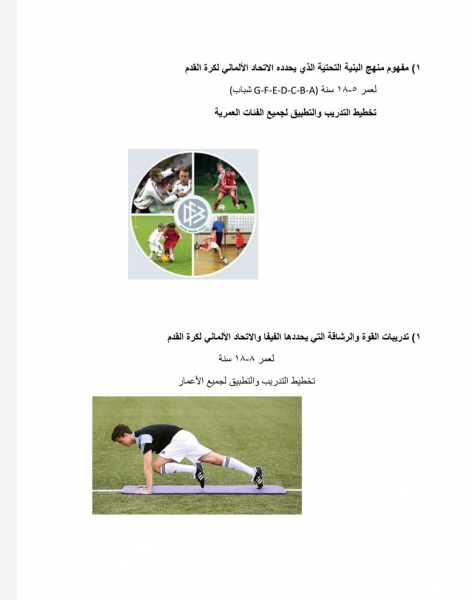 ١) مفهوم منهج البنية التحتية الذي يحدده الاتحاد الألماني لكرة القدم
لعمر ٥-١٨ سنة (G-F-E-D-C-B-A شباب)
تخطيط التدريب والتطبيق لجميع الفئات العمرية
DFB
١) تدريبات القوة والرشاقة التي يحددها الفيفا والاتحاد الألماني لكرة القدم
لعمر ٨-١٨ سنة
تخطيط التدريب والتطبيق لجميع الأعمار